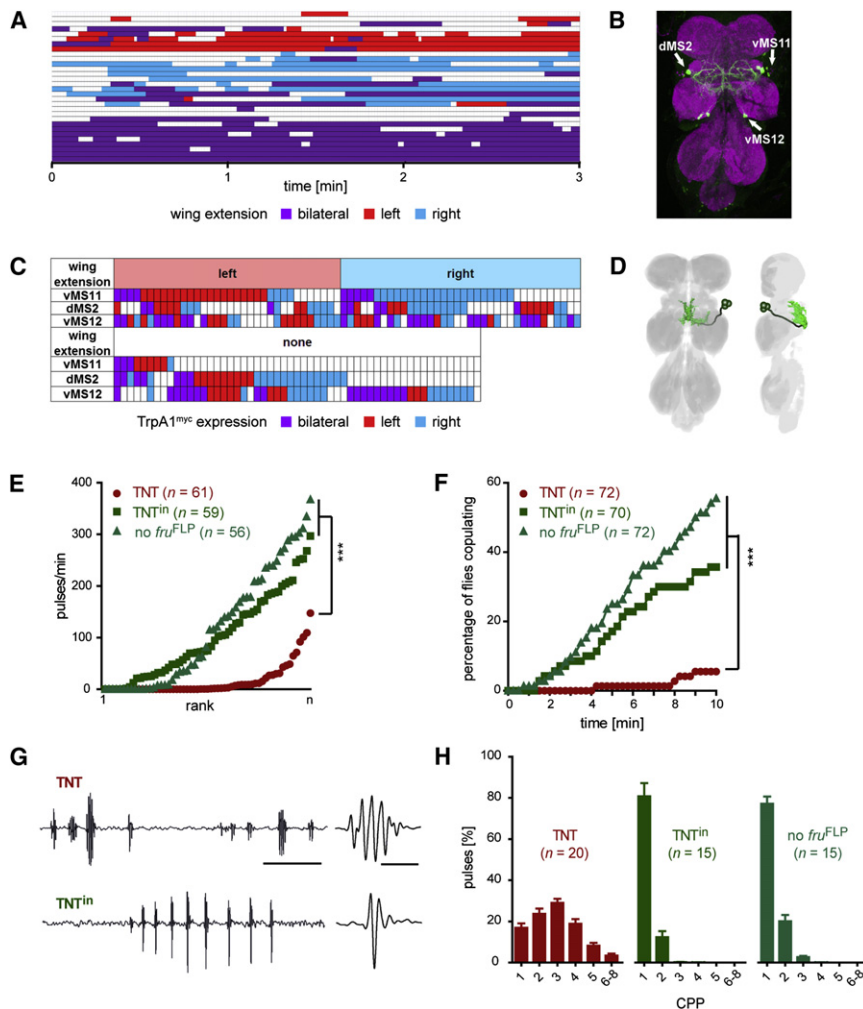 A
0
1
2
3
time [min]
wing extension bilateral left right
B
dMS2
vMS11
vMS12
C
wing extension
left
right
vMS11
dMS2
vMS12
wing extension
none
vMS11
dMS2
vMS12
TrpA1myc expression bilateral left right
D
E
TNT (n = 61)
TNTin (n = 59)
no fruFLP (n = 56)
***
pulses/min
400
300
200
100
0
1
rank
n
F
TNT (n = 72)
TNTin (n = 70)
no fruFLP (n = 72)
***
percentage of flies copulating
60
40
20
0
0 2 4 6 8 10
time [min]
G
TNT
TNTin
H
pulses [%]
100
80
60
40
20
0
TNT
(n = 20)
TNTin
(n = 15)
no fruFLP
(n = 15)
1 2 3 4 5 6-8
1 2 3 4 5 6-8
1 2 3 4 5 6-8
CPP